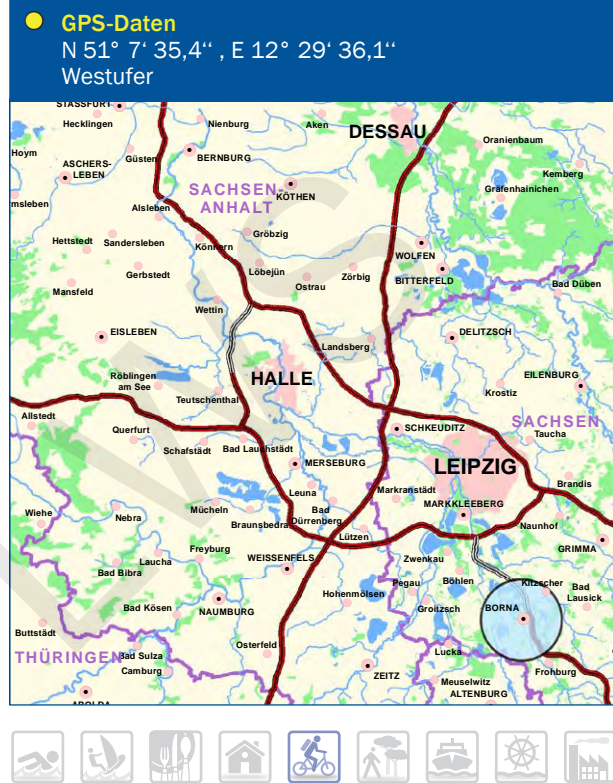 GPS-Daten
N 51° 7‘ 35,4‘‘ , E 12° 29‘ 36,1‘‘
Westufer
STASSFURT
Hecklingen
Nienburg
Aken
DESSAU
Oranienbaum
Hoym
Güsten
BERNBURG
Kemberg
ASCHERS-
LEBEN
SACHSEN-
ANHALT
KÖTHEN
Gräfenhainichen
Alsleben
Hettstedt
Sandersleben
Gröbzig
Könnern
WOLFEN
Gerbstedt
Löbejün
Ostrau
Zörbig
BITTERFELD
Bad Düben
Mansfeld
Wettin
EISLEBEN
DELITZSCH
Landsberg
Röblingen
am See
HALLE
EILENBURG
Teutschenthal
Krostiz
Allstedt
Querfurt
SCHKEUDITZ
SACHSEN
Taucha
Schafstädt
Bad Lauchstädt
MERSEBURG
LEIPZIG
Leuna
Markranstädt
Brandis
Wiehe
Nebra
Mücheln
Braunsbedra
Bad
Dürrenberg
MARKKLEEBERG
Naunhof
Lützen
Laucha
Freyburg
WEISSENFELS
Zwenkau
GRIMMA
Bad Bibra
Pegau
Böhlen
Kitzscher
Bad
Lausick
Bad Kösen
NAUMBURG
Hohenmölsen
Groitzsch
BORNA
Buttstädt
THÜRINGEN
Bad Sulza
Camburg
Osterfeld
Lucka
ZEITZ
Frohburg
Meuselwitz
ALTENBURG
APOLDA